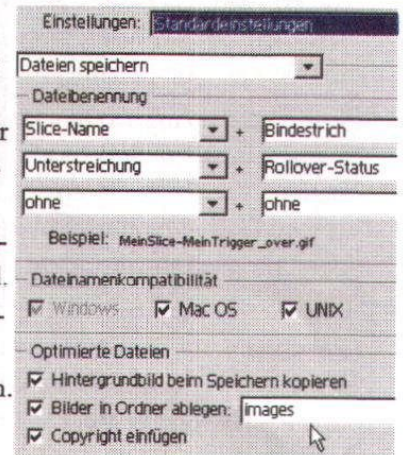 Einstellungen: Standardeinstellungen
Dateien speichern
Dateibenennung
r Slice-Name + Bindestrich
Unterstreichung + Rollover-Status
ohne + ohne
Beispiel: MeinSlice-MeinTrigger_over.gif
Dateinamenkompatibilität
Windows Mac OS UNIX
Optimierte Dateien
Hintergrundbild beim Speichern kopieren
Bilder in Ordner ablegen: images
Copyright einfügen